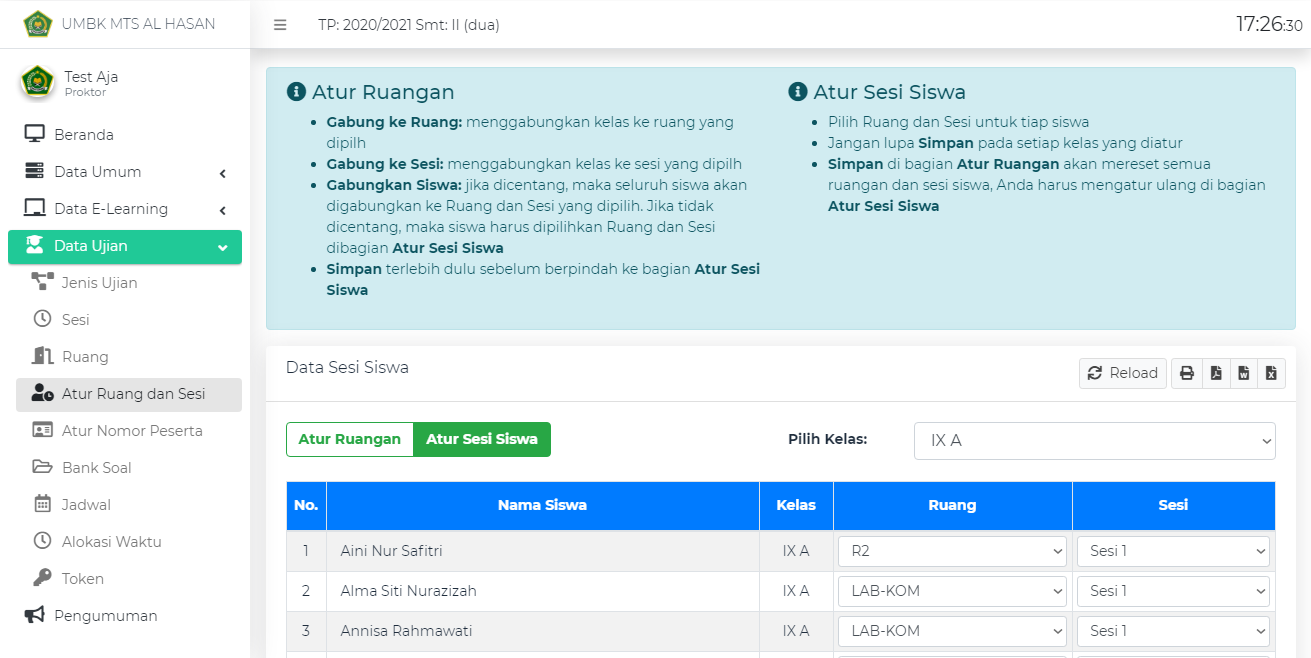 UMBK MTS AL HASAN
TP: 2020/2021 Smt: II (dua)
17:26:30
Test Aja
Proktor
Beranda
Data Umum
Data E-Learning
Data Ujian
Jenis Ujian
Sesi
Ruang
Atur Ruang dan Sesi
Atur Nomor Peserta
Bank Soal
Jadwal
Alokasi Waktu
Token
Pengumuman
Atur Ruangan
Gabung ke Ruang: menggabungkan kelas ke ruang yang
dipilh
Gabung ke Sesi: menggabungkan kelas ke sesi yang dipilh
Gabungkan Siswa: jika dicentang, maka seluruh siswa akan
digabungkan ke Ruang dan Sesi yang dipilih. Jika tidak
dicentang, maka siswa harus dipilihkan Ruang dan Sesi
dibagian Atur Sesi Siswa
Simpan terlebih dulu sebelum berpindah ke bagian Atur Sesi
Siswa
Atur Sesi Siswa
Pilih Ruang dan Sesi untuk tiap siswa
Jangan lupa Simpan pada setiap kelas yang diatur
Simpan di bagian Atur Ruangan akan mereset semua
ruangan dan sesi siswa, Anda harus mengatur ulang di bagian
Atur Sesi Siswa
Data Sesi Siswa
Reload
Atur Ruangan
Atur Sesi Siswa
Pilih Kelas:
IX A
No. Nama Siswa Kelas Ruang Sesi
1 Aini Nur Safitri IX A R2 Sesi 1
2 Alma Siti Nurazizah IX A LAB-KOM Sesi 1
3 Annisa Rahmawati IX A LAB-KOM Sesi 1